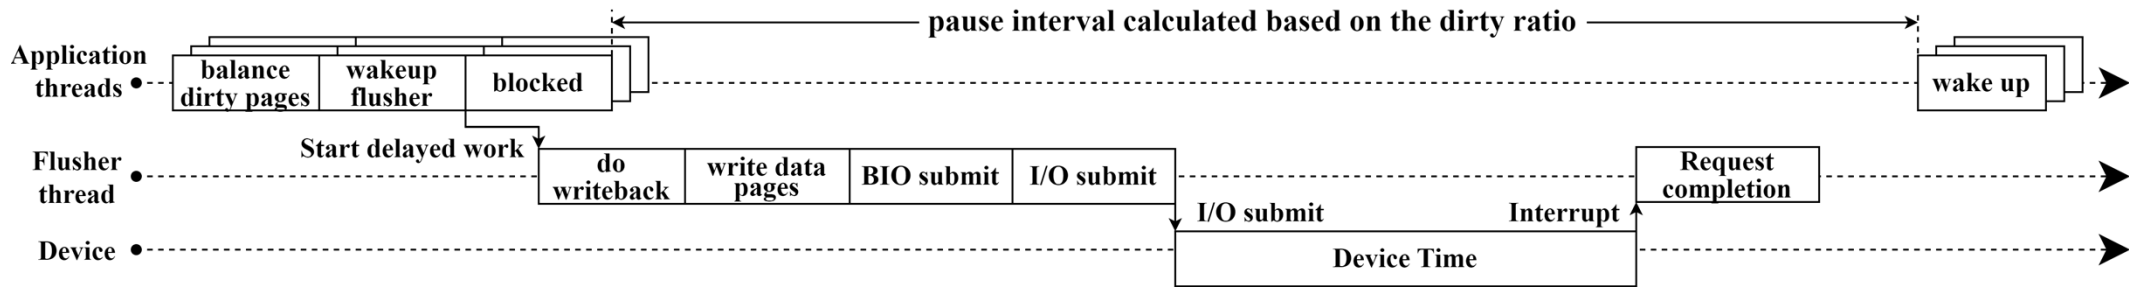 pause interval calculated based on the dirty ratio
Application
threads
balance
dirty pages
wakeup
flusher
blocked
wake up
Start delayed work
Flusher
thread
do
writeback
write data
pages
BIO submit
I/O submit
Request
completion
I/O submit
Interrupt
Device
Device Time